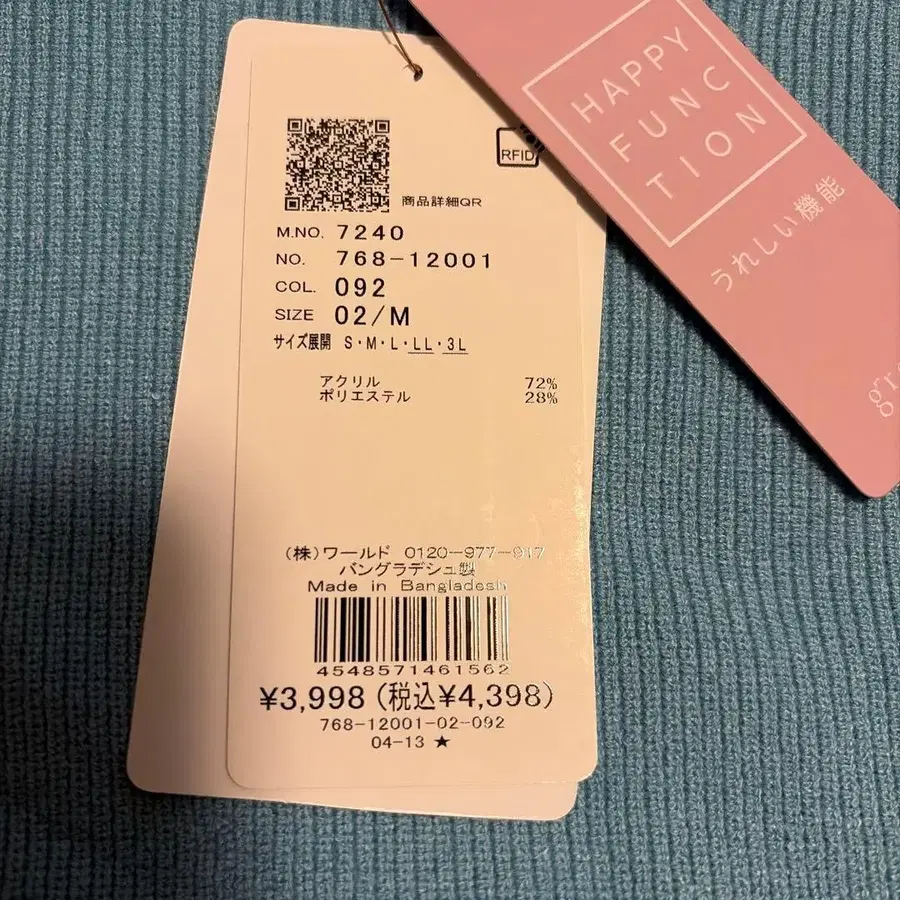 HAPPY
FUNC
TION
うれしい機能
RFID
商品詳細QR
M.NO. 7240
NO. 768-12001
COL. 092
SIZE 02/M
サイズ展開 S・M・L・LL・3L
アクリル 72%
ポリエステル 28%
(株)ワールド 0120-977-917
バングラデシュ製
Made in Bangladesh
4548571461562
¥3,998(税込¥4,398)
768-12001-02-092
04-13 ★